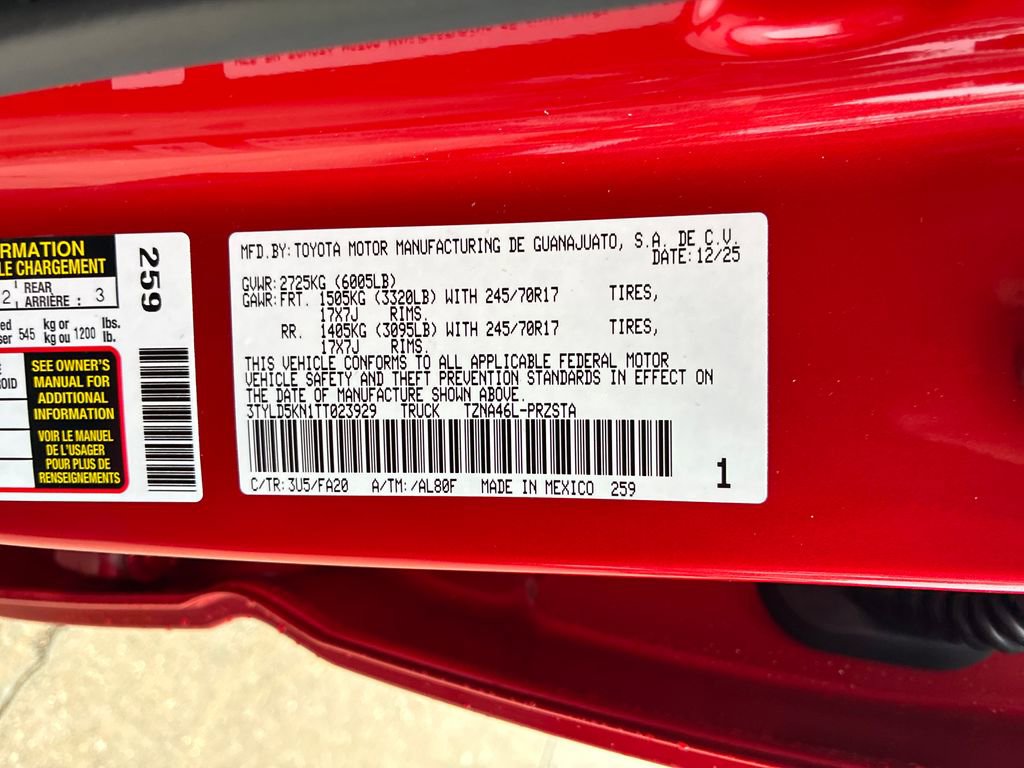 RMATION
LE CHARGEMENT
2 REAR
ARRIÈRE : 3
ed 545 kg or 1200 lbs.
ser kg ou lb.
SEE OWNER'S
MANUAL FOR
ADDITIONAL
INFORMATION
VOIR LE MANUEL
DE L'USAGER
POUR PLUS DE
RENSEIGNEMENTS
259
MFD.BY:TOYOTA MOTOR MANUFACTURING DE GUANAJUATO, S.A. DE C.V.
DATE:12/25
GVWR:2725KG (6005LB)
GAWR:FRT. 1505KG (3320LB) WITH 245/70R17 TIRES,
17X7J RIMS.
RR. 1405KG (3095LB) WITH 245/70R17 TIRES,
17X7J RIMS.
THIS VEHICLE CONFORMS TO ALL APPLICABLE FEDERAL MOTOR
VEHICLE SAFETY AND THEFT PREVENTION STANDARDS IN EFFECT ON
THE DATE OF MANUFACTURE SHOWN ABOVE.
3TYLD5KN1TT023929 TRUCK TZNA46L-PRZSTA
C/TR:3U5/FA20 A/TM:/AL80F MADE IN MEXICO 259
1